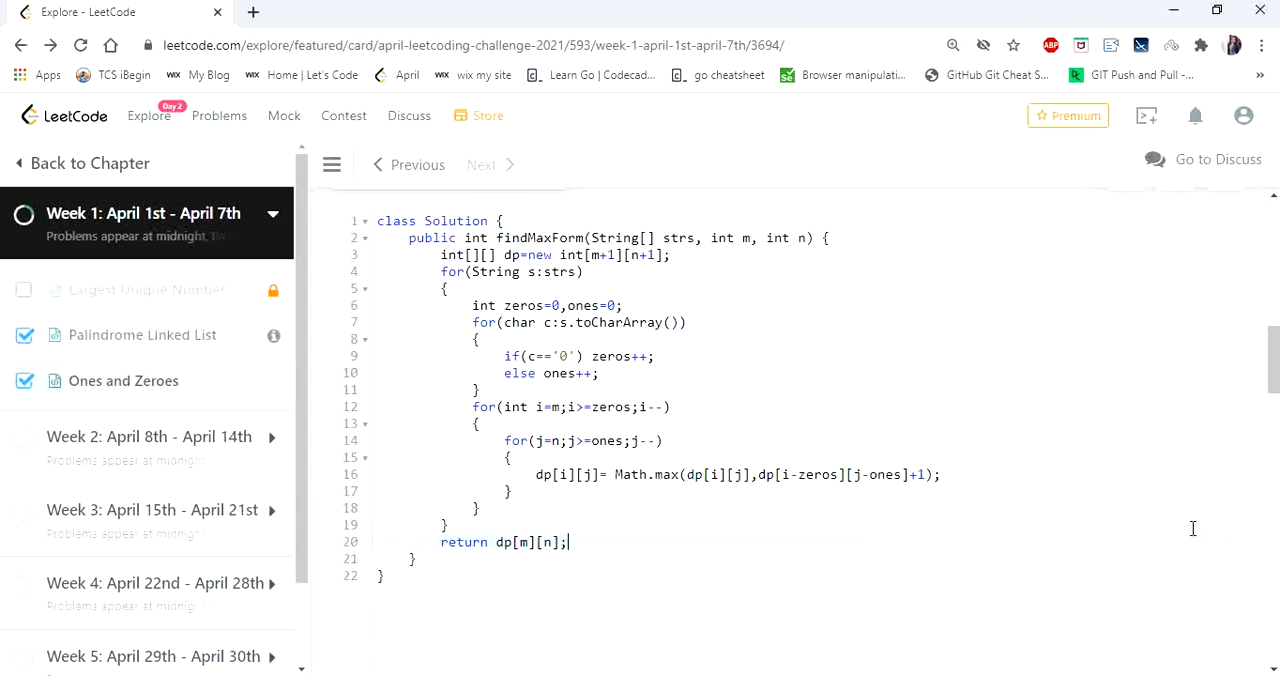 Explore - LeetCode
leetcode.com/explore/featured/card/april-leetcoding-challenge-2021/593/week-1-april-1st-april-7th/3694/
Apps TCS iBegin WiX My Blog WiX Home | Let's Code April WiX wix my site Learn Go | Codecad... go cheatsheet Browser manipulati... GitHub Git Cheat S... GIT Push and Pull -...
LeetCode Explore Day 2 Problems Mock Contest Discuss Store Premium
Back to Chapter
Previous Next Go to Discuss
Week 1: April 1st - April 7th
Problems appear at midnight,
Largest Unique Number
Palindrome Linked List
Ones and Zeroes
Week 2: April 8th - April 14th
Problems appear at midnight
Week 3: April 15th - April 21st
Problems appear at midnight
Week 4: April 22nd - April 28th
Problems appear at midnight
Week 5: April 29th - April 30th
1 class Solution {
2 public int findMaxForm(String[] strs, int m, int n) {
3 int[][] dp=new int[m+1][n+1];
4 for(String s:strs)
5 {
6 int zeros=0,ones=0;
7 for(char c:s.toCharArray())
8 {
9 if(c=='0') zeros++;
10 else ones++;
11 }
12 for(int i=m;i>=zeros;i--)
13 {
14 for(j=n;j>=ones;j--)
15 {
16 dp[i][j]= Math.max(dp[i][j],dp[i-zeros][j-ones]+1);
17 }
18 }
19 }
20 return dp[m][n];
21 }
22 }